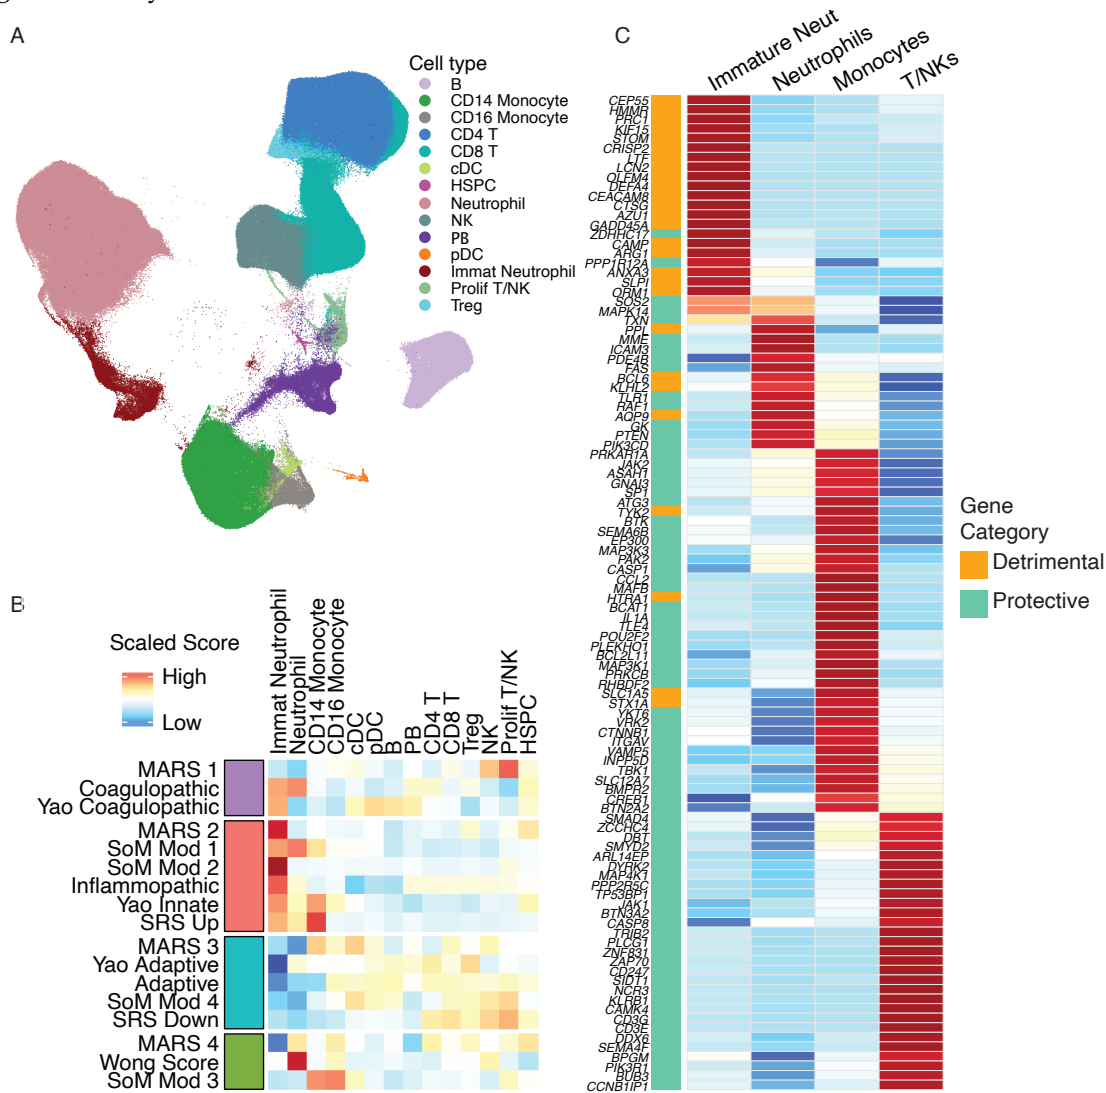 A
Cell type
B
CD14 Monocyte
CD16 Monocyte
CD4 T
CD8 T
cDC
HSPC
Neutrophil
NK
PB
pDC
Immat Neutrophil
Prolif T/NK
Treg
B
Scaled Score
High
Low
Immat Neutrophil
Neutrophil
CD14 Monocyte
CD16 Monocyte
cDC
pDC
B
PB
CD4 T
CD8 T
Treg
NK
Prolif T/NK
HSPC
MARS 1
Coagulopathic
Yao Coagulopathic
MARS 2
SoM Mod 1
SoM Mod 2
Inflammopathic
Yao Innate
SRS Up
MARS 3
Yao Adaptive
Adaptive
SoM Mod 4
SRS Down
MARS 4
Wong Score
SoM Mod 3
C
Immature Neut
Neutrophils
Monocytes
T/NKs
CEP55
HMMR
PRC1
KIF15
STOM
CRISP2
LTF
LCN2
OLFM4
DEFA4
CEACAM8
CTSG
AZU1
GADD45A
ZDHHC17
CAMP
ARG1
PPP1R12A
ANXA3
SLPI
ORM1
SOS2
MAPK14
TXN
PPL
MME
ICAM3
PDE4B
FAS
BCL6
KLHL2
TLR1
RAF1
AQP9
GK
PTEN
PIK3CD
PRKAR1A
JAK2
ASAH1
GNAI3
SP1
ATG3
TYK2
BTK
SEMA6B
EP300
MAP3K3
PAK2
CASP1
CCL2
MAFB
HTRA1
BCAT1
IL1A
TLE4
POU2F2
PLEKHO1
BCL2L11
MAP3K1
PRKCB
RHBDF2
SLC1A5
STX1A
YKT6
VRK2
CTNNB1
ITGAV
VAMP5
INPP5D
TBK1
SLC12A7
BMPR2
CREB1
BTN2A2
SMAD4
ZCCHC4
DBT
SMYD2
ARL14EP
DYRK2
MAP4K1
PPP2R5C
TP53BP1
JAK1
BTN3A2
CASP8
TRIB2
PLCG1
ZNF831
ZAP70
CD247
SIDT1
NCR3
KLRB1
CAMK4
CD3G
CD3E
DDX6
SEMA4F
BPGM
PIK3R1
BUB3
CCNB1IP1
Gene
Category
Detrimental
Protective